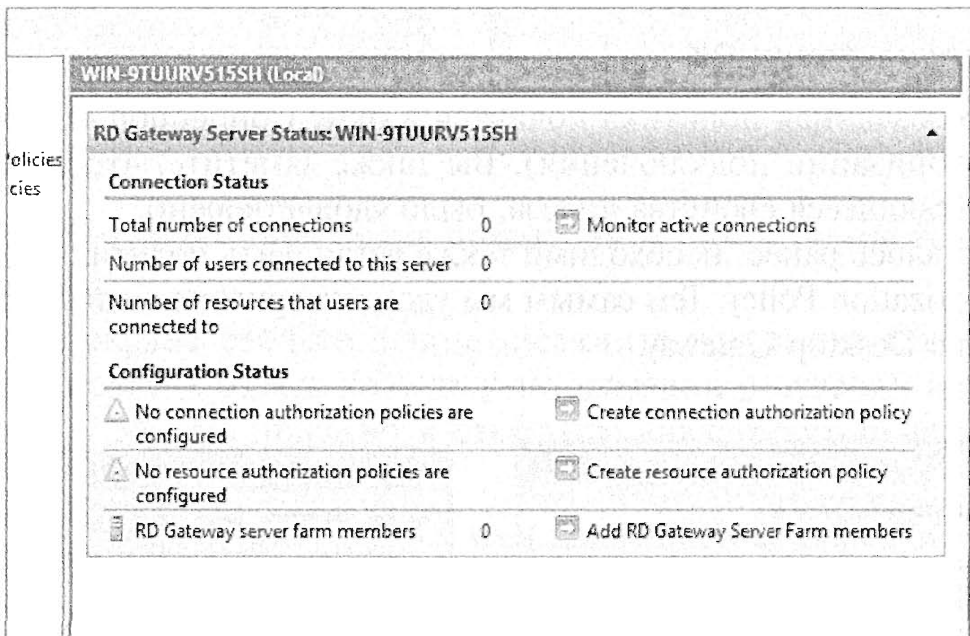 WIN-9TUURV515SH (Local)
RD Gateway Server Status: WIN-9TUURV515SH
olicies
cies
Connection Status
Total number of connections 0 Monitor active connections
Number of users connected to this server 0
Number of resources that users are 0
connected to
Configuration Status
No connection authorization policies are Create connection authorization policy
configured
No resource authorization policies are Create resource authorization policy
configured
RD Gateway server farm members 0 Add RD Gateway Server Farm members